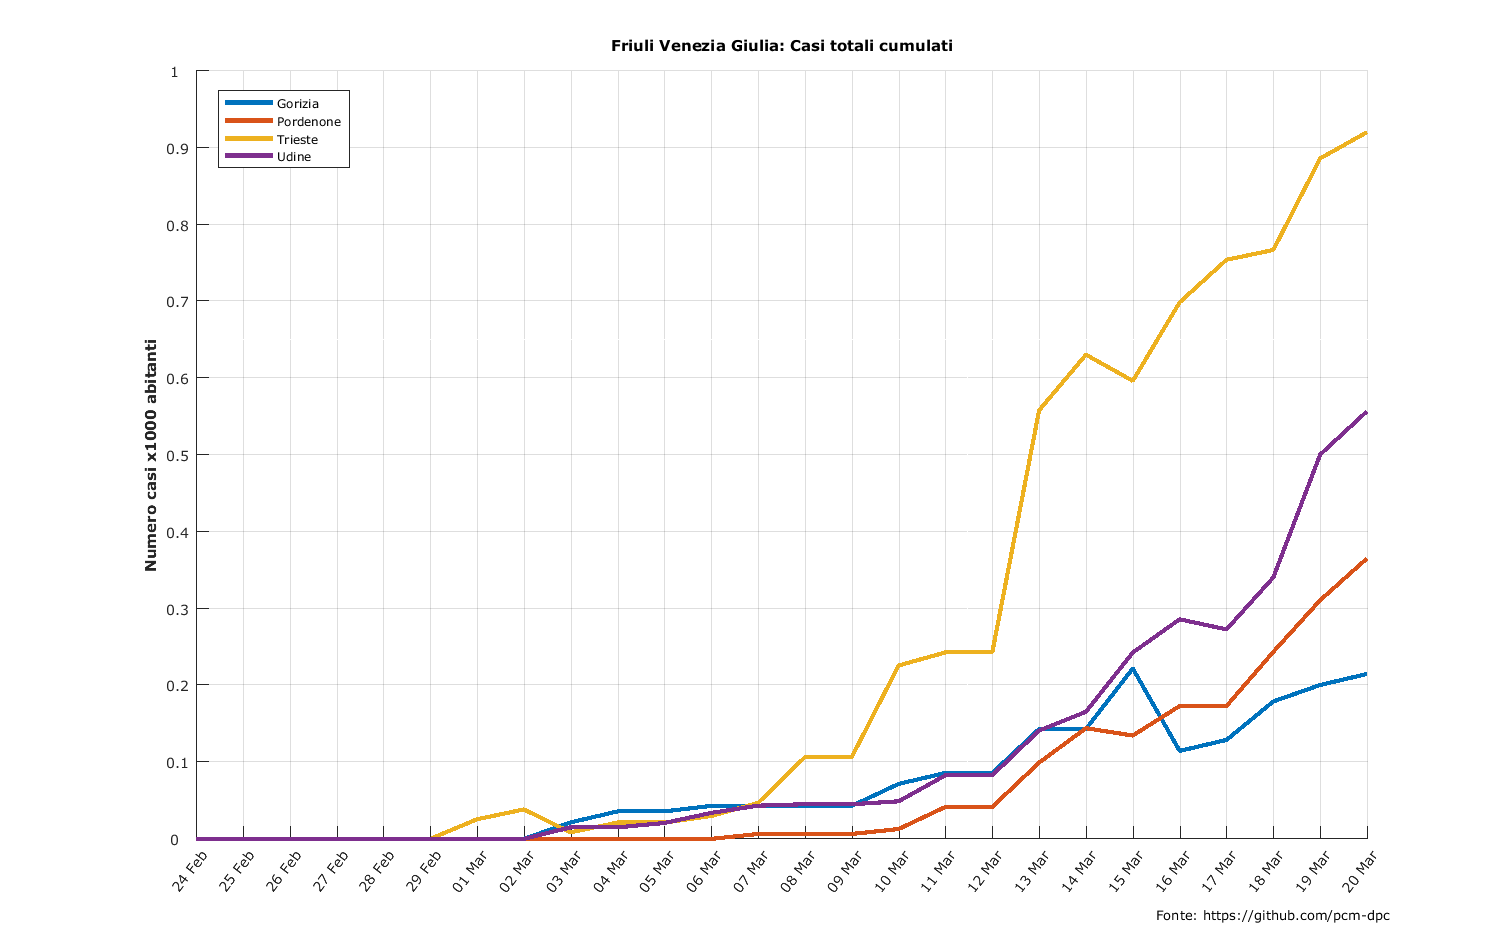 Friuli Venezia Giulia: Casi totali cumulati
1
0.9
0.8
0.7
0.6
0.5
0.4
0.3
0.2
0.1
0
Numero casi x1000 abitanti
Gorizia
Pordenone
Trieste
Udine
24 Feb
25 Feb
26 Feb
27 Feb
28 Feb
29 Feb
01 Mar
02 Mar
03 Mar
04 Mar
05 Mar
06 Mar
07 Mar
08 Mar
09 Mar
10 Mar
11 Mar
12 Mar
13 Mar
14 Mar
15 Mar
16 Mar
17 Mar
18 Mar
19 Mar
20 Mar
Fonte: https://github.com/pcm-dpc